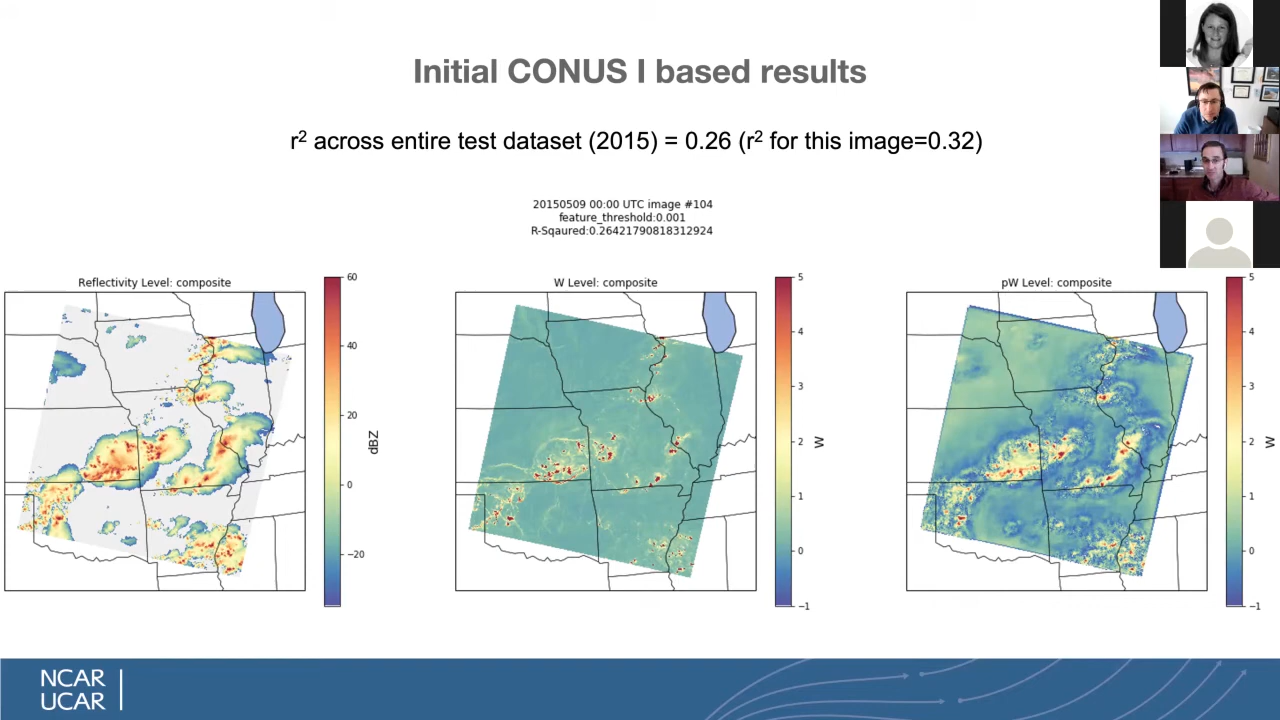 Initial CONUS I based results
r² across entire test dataset (2015) = 0.26 (r² for this image=0.32)
20150509 00:00 UTC image #104
feature_threshold:0.001
R-Sqaured:0.26421790818312924
Reflectivity Level: composite
60
40
20
0
−20
dBZ
W Level: composite
5
4
3
2
1
0
−1
W
pW Level: composite
5
4
3
2
1
0
−1
W
NCAR
UCAR